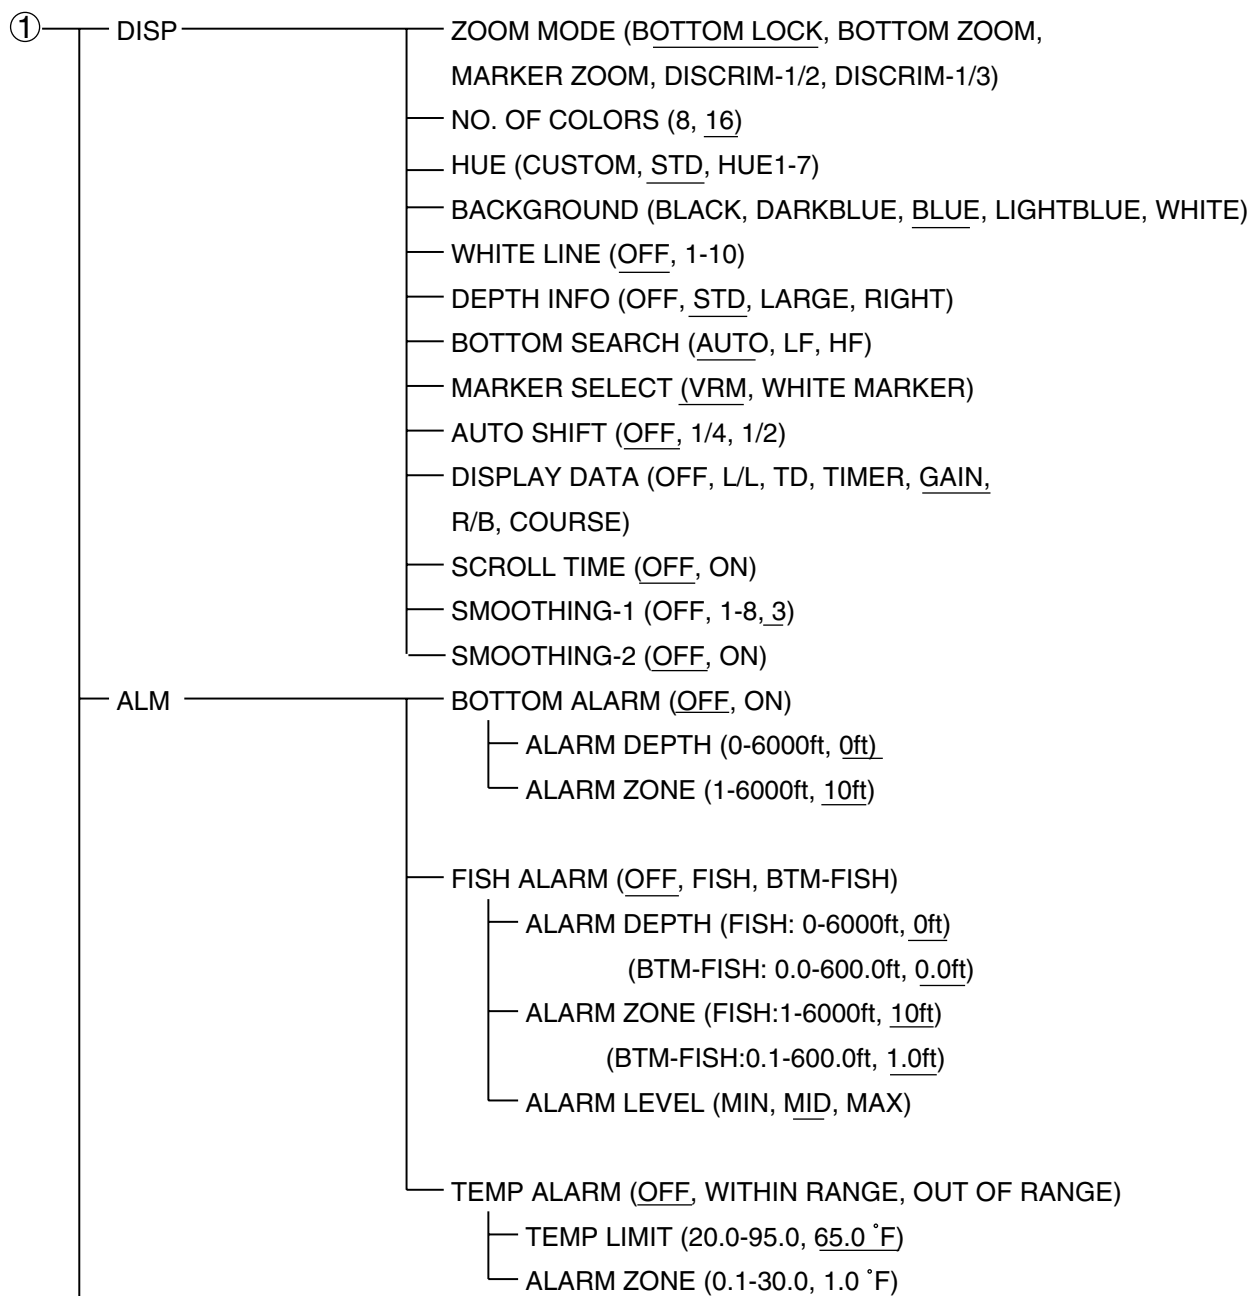 ① DISP ZOOM MODE (BOTTOM LOCK, BOTTOM ZOOM,
MARKER ZOOM, DISCRIM-1/2, DISCRIM-1/3)
NO. OF COLORS (8, 16)
HUE (CUSTOM, STD, HUE1-7)
BACKGROUND (BLACK, DARKBLUE, BLUE, LIGHTBLUE, WHITE)
WHITE LINE (OFF, 1-10)
DEPTH INFO (OFF, STD, LARGE, RIGHT)
BOTTOM SEARCH (AUTO, LF, HF)
MARKER SELECT (VRM, WHITE MARKER)
AUTO SHIFT (OFF, 1/4, 1/2)
DISPLAY DATA (OFF, L/L, TD, TIMER, GAIN,
R/B, COURSE)
SCROLL TIME (OFF, ON)
SMOOTHING-1 (OFF, 1-8, 3)
SMOOTHING-2 (OFF, ON)
ALM BOTTOM ALARM (OFF, ON)
ALARM DEPTH (0-6000ft, 0ft)
ALARM ZONE (1-6000ft, 10ft)
FISH ALARM (OFF, FISH, BTM-FISH)
ALARM DEPTH (FISH: 0-6000ft, 0ft)
(BTM-FISH: 0.0-600.0ft, 0.0ft)
ALARM ZONE (FISH:1-6000ft, 10ft)
(BTM-FISH:0.1-600.0ft, 1.0ft)
ALARM LEVEL (MIN, MID, MAX)
TEMP ALARM (OFF, WITHIN RANGE, OUT OF RANGE)
TEMP LIMIT (20.0-95.0, 65.0 ˚F)
ALARM ZONE (0.1-30.0, 1.0 ˚F)